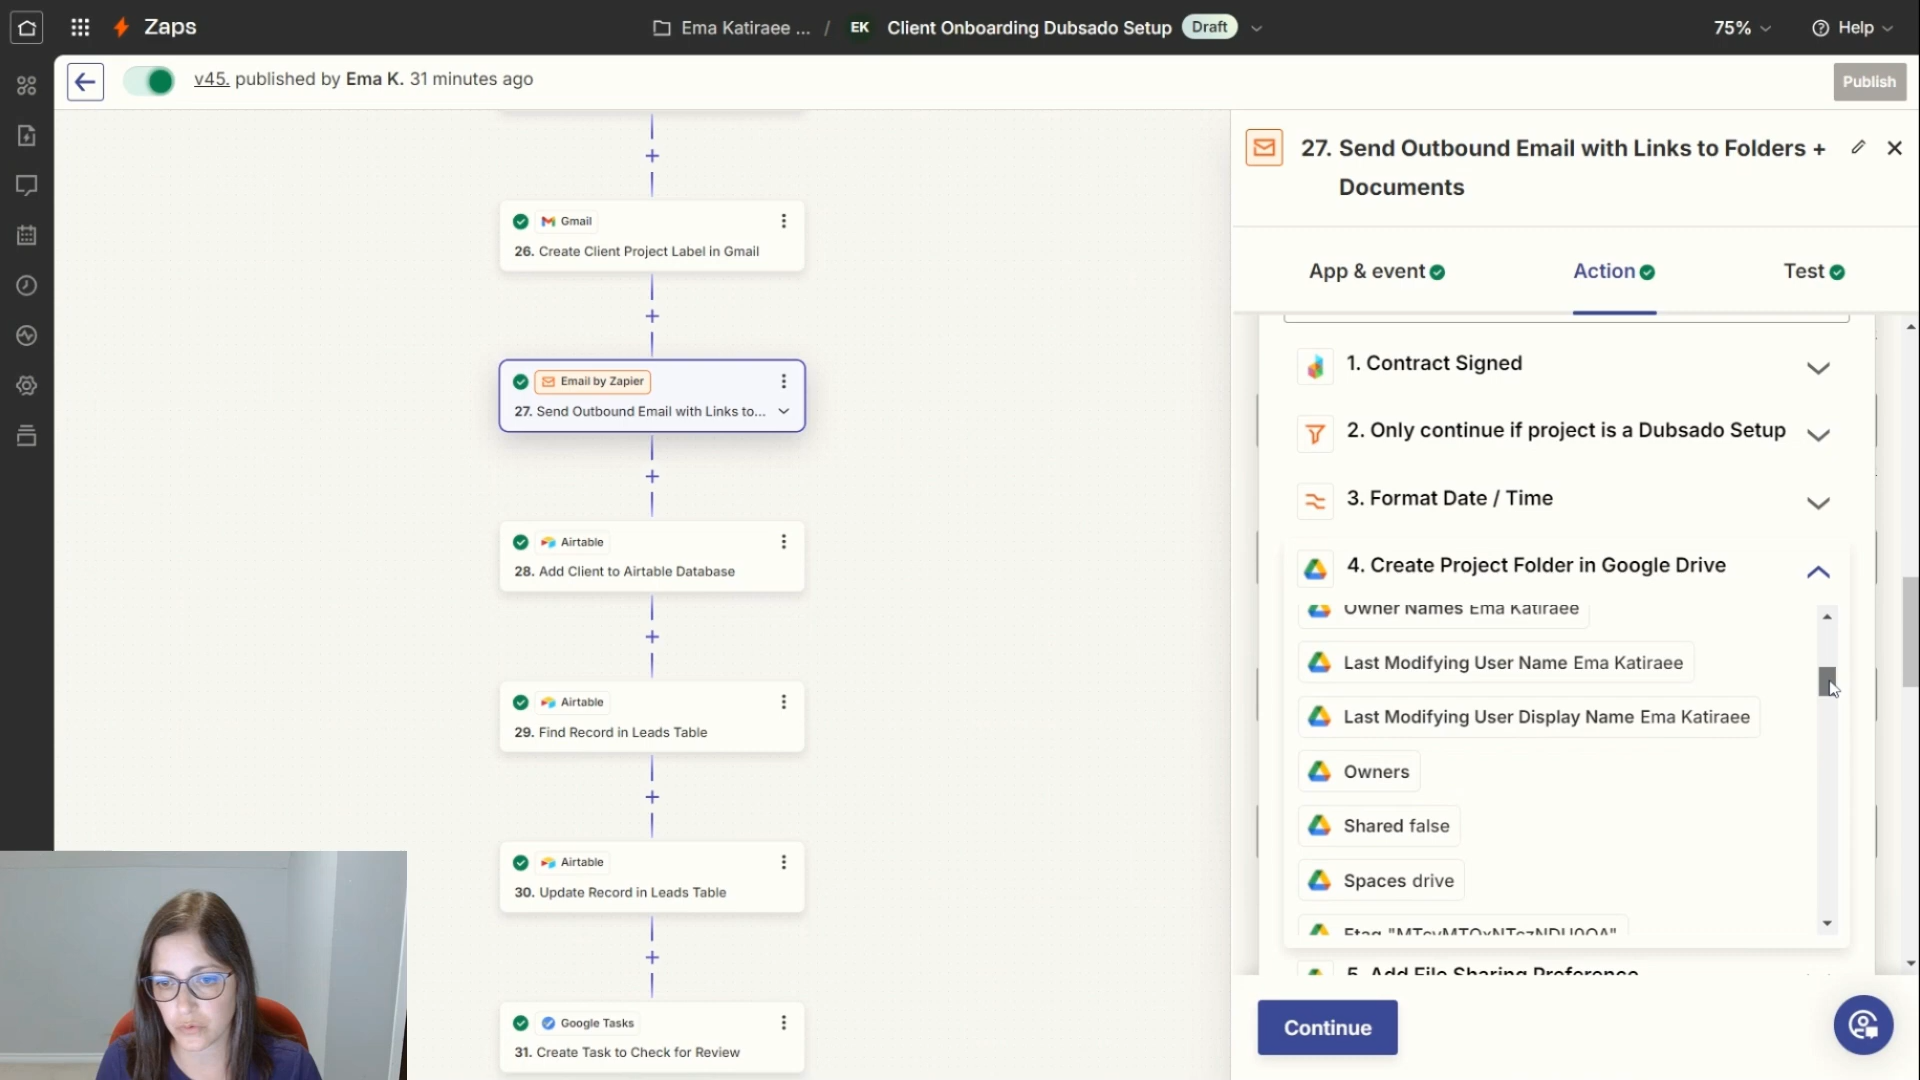 Zaps
Ema Katiraee ... / EK Client Onboarding Dubsado Setup Draft
75% Help
v45. published by Ema K. 31 minutes ago
Publish
Gmail
26. Create Client Project Label in Gmail
Email by Zapier
27. Send Outbound Email with Links to...
Airtable
28. Add Client to Airtable Database
Airtable
29. Find Record in Leads Table
Airtable
30. Update Record in Leads Table
Google Tasks
31. Create Task to Check for Review
27. Send Outbound Email with Links to Folders +
Documents
App & event Action Test
1. Contract Signed
2. Only continue if project is a Dubsado Setup
3. Format Date / Time
4. Create Project Folder in Google Drive
Owner Names Ema Katiraee
Last Modifying User Name Ema Katiraee
Last Modifying User Display Name Ema Katiraee
Owners
Shared false
Spaces drive
5. Add File Sharing Preference
Continue